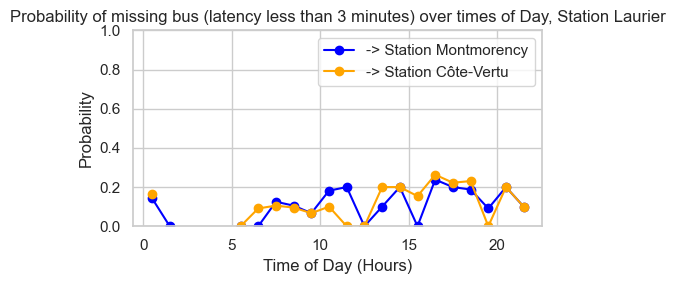 Probability of missing bus (latency less than 3 minutes) over times of Day, Station Laurier
1.0
0.8
0.6
0.4
0.2
0.0
Probability
-> Station Montmorency
-> Station Côte-Vertu
0
5
10
15
20
Time of Day (Hours)